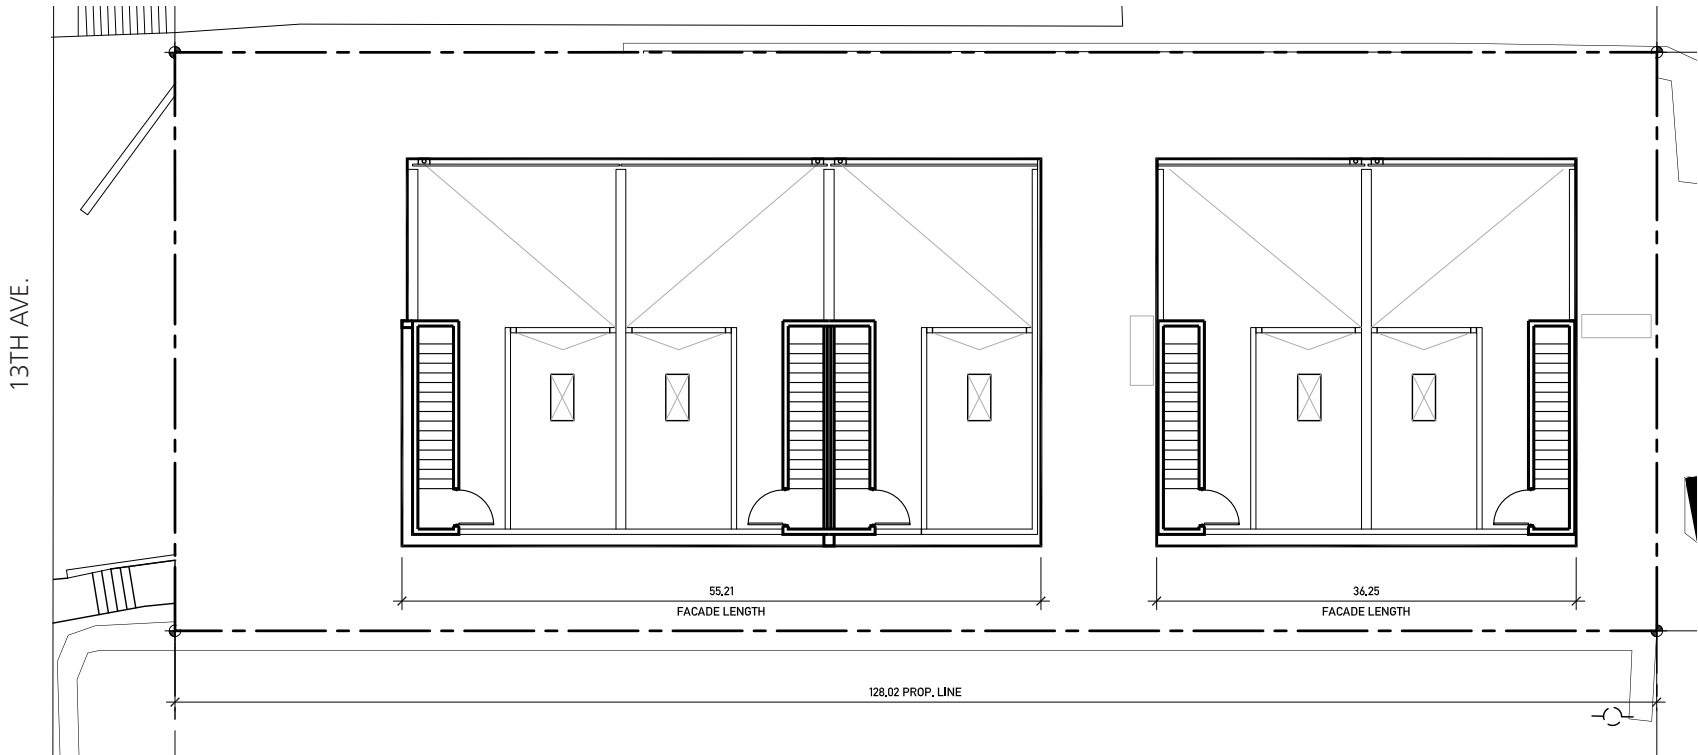 13TH AVE.
55.21
FACADE LENGTH
36.25
FACADE LENGTH
128.02 PROP. LINE